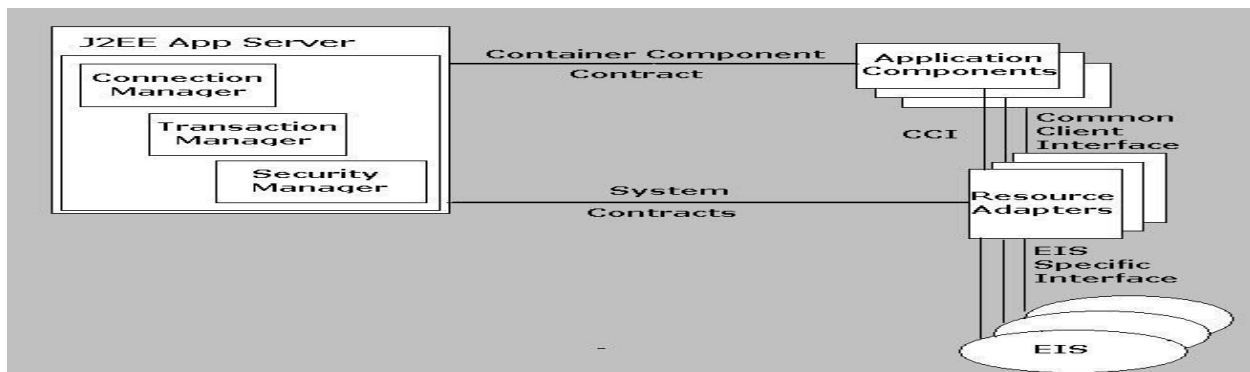 J2EE App Server
Connection
Manager
Transaction
Manager
Security
Manager
Container Component
Contract
Application
Components
CCI
Common
Client
Interface
System
Contracts
Resource
Adapters
EIS
Specific
Interface
EIS